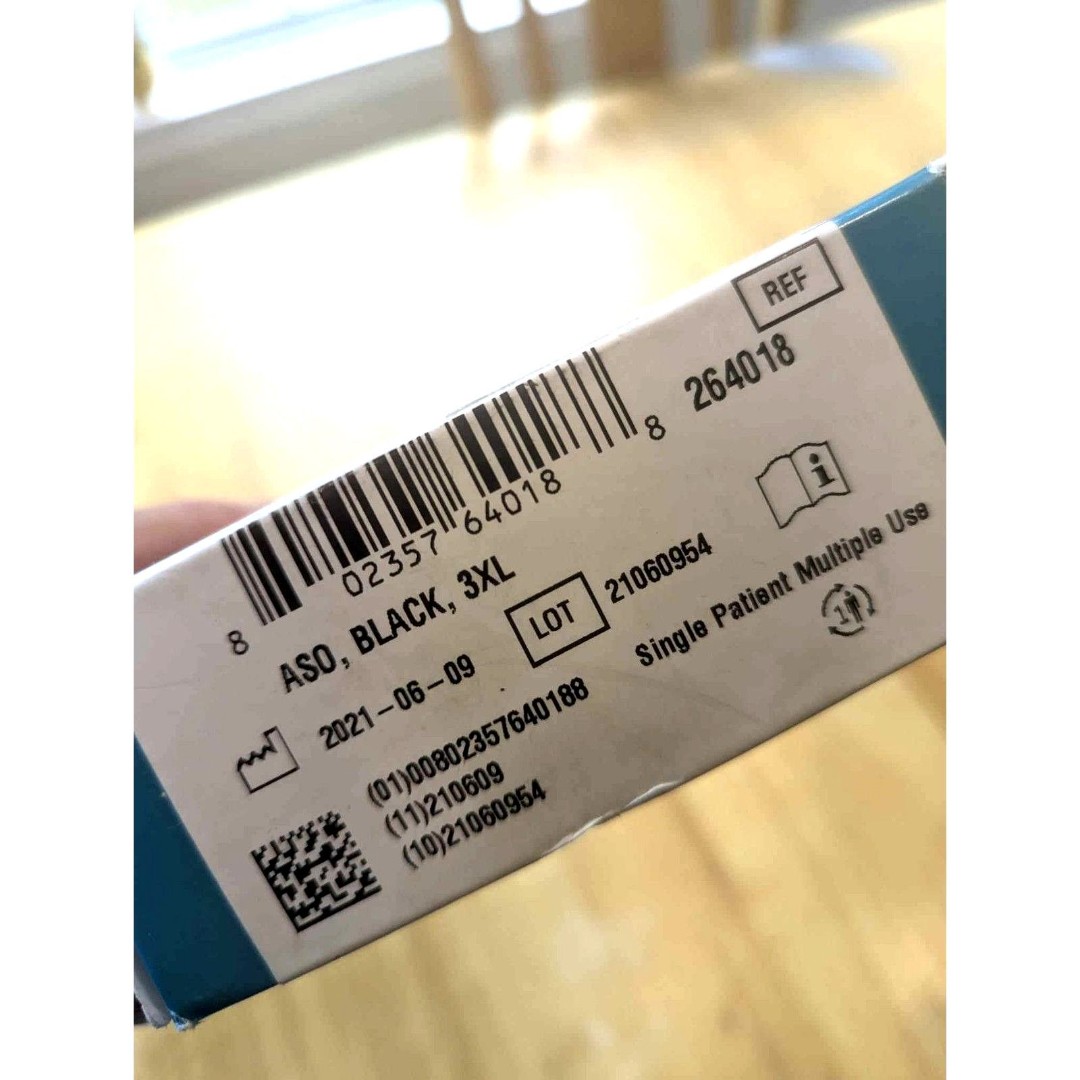 REF
264018
8 02357 64018 8
ASO, BLACK, 3XL
2021-06-09
LOT 21060954
Single Patient Multiple Use
1
(01)00802357640188
(11)210609
(10)21060954